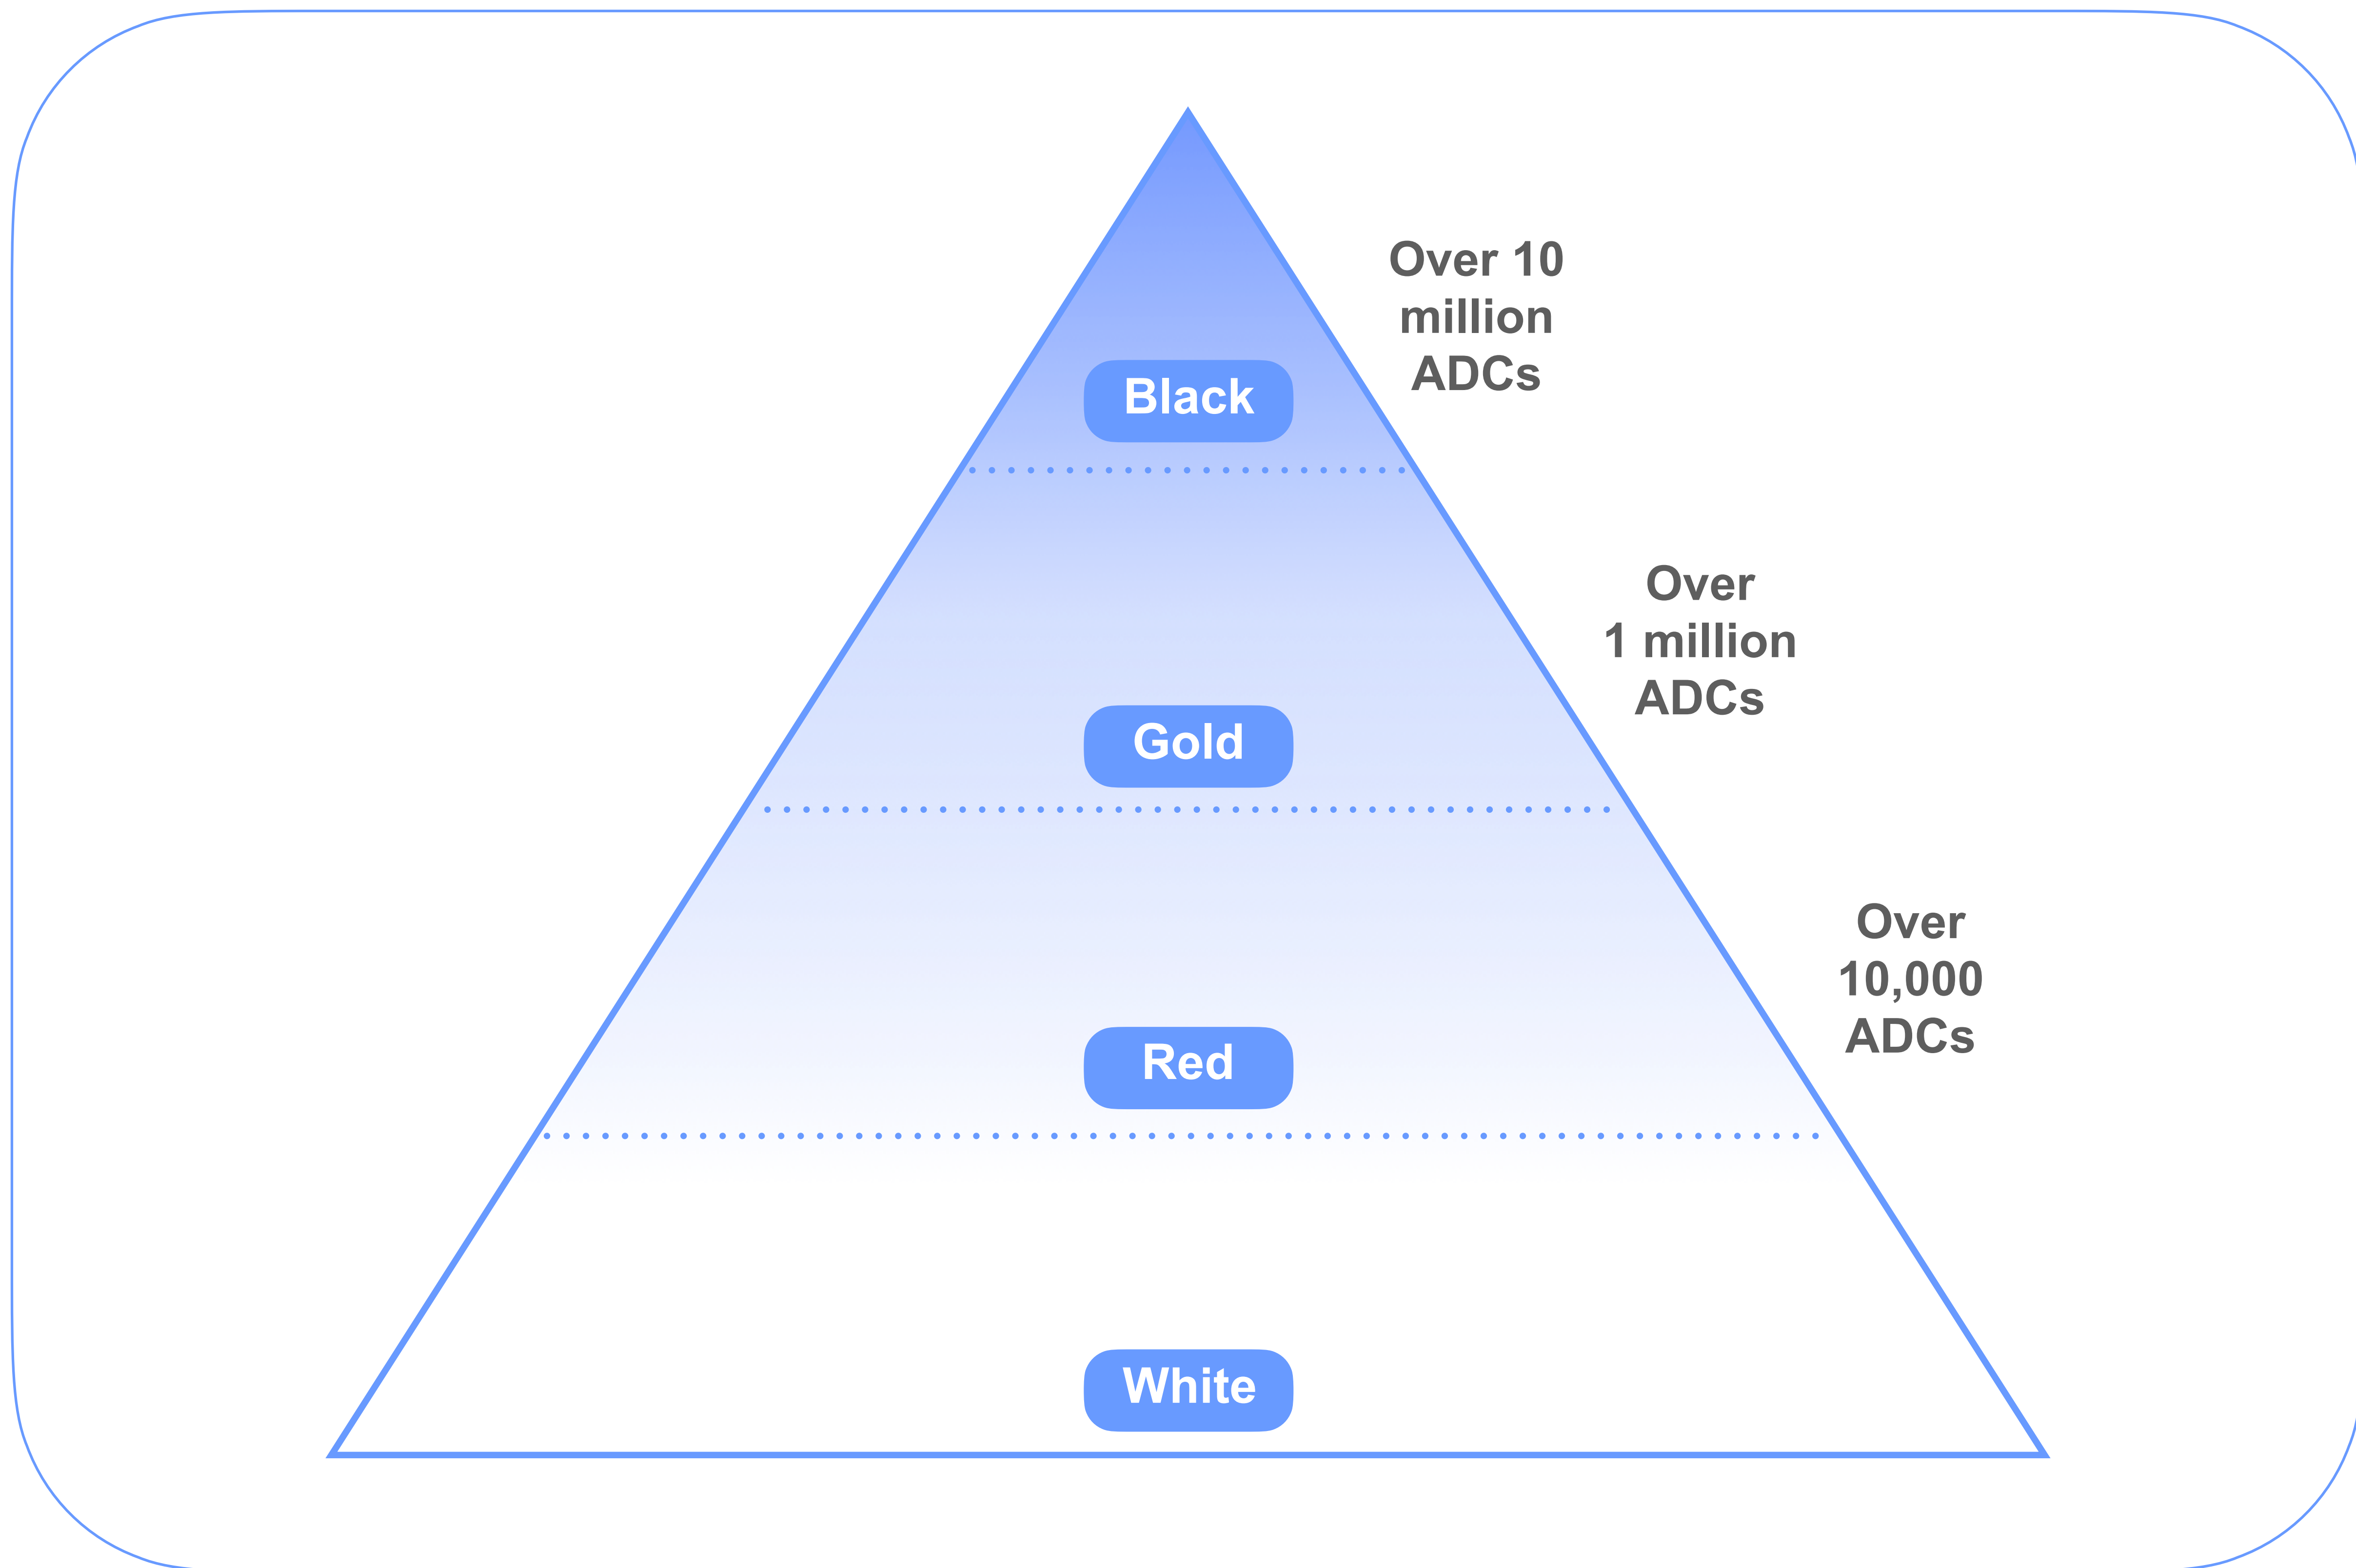 Over 10
million
ADCs
Black
Over
1 million
ADCs
Gold
Over
10,000
ADCs
Red
White